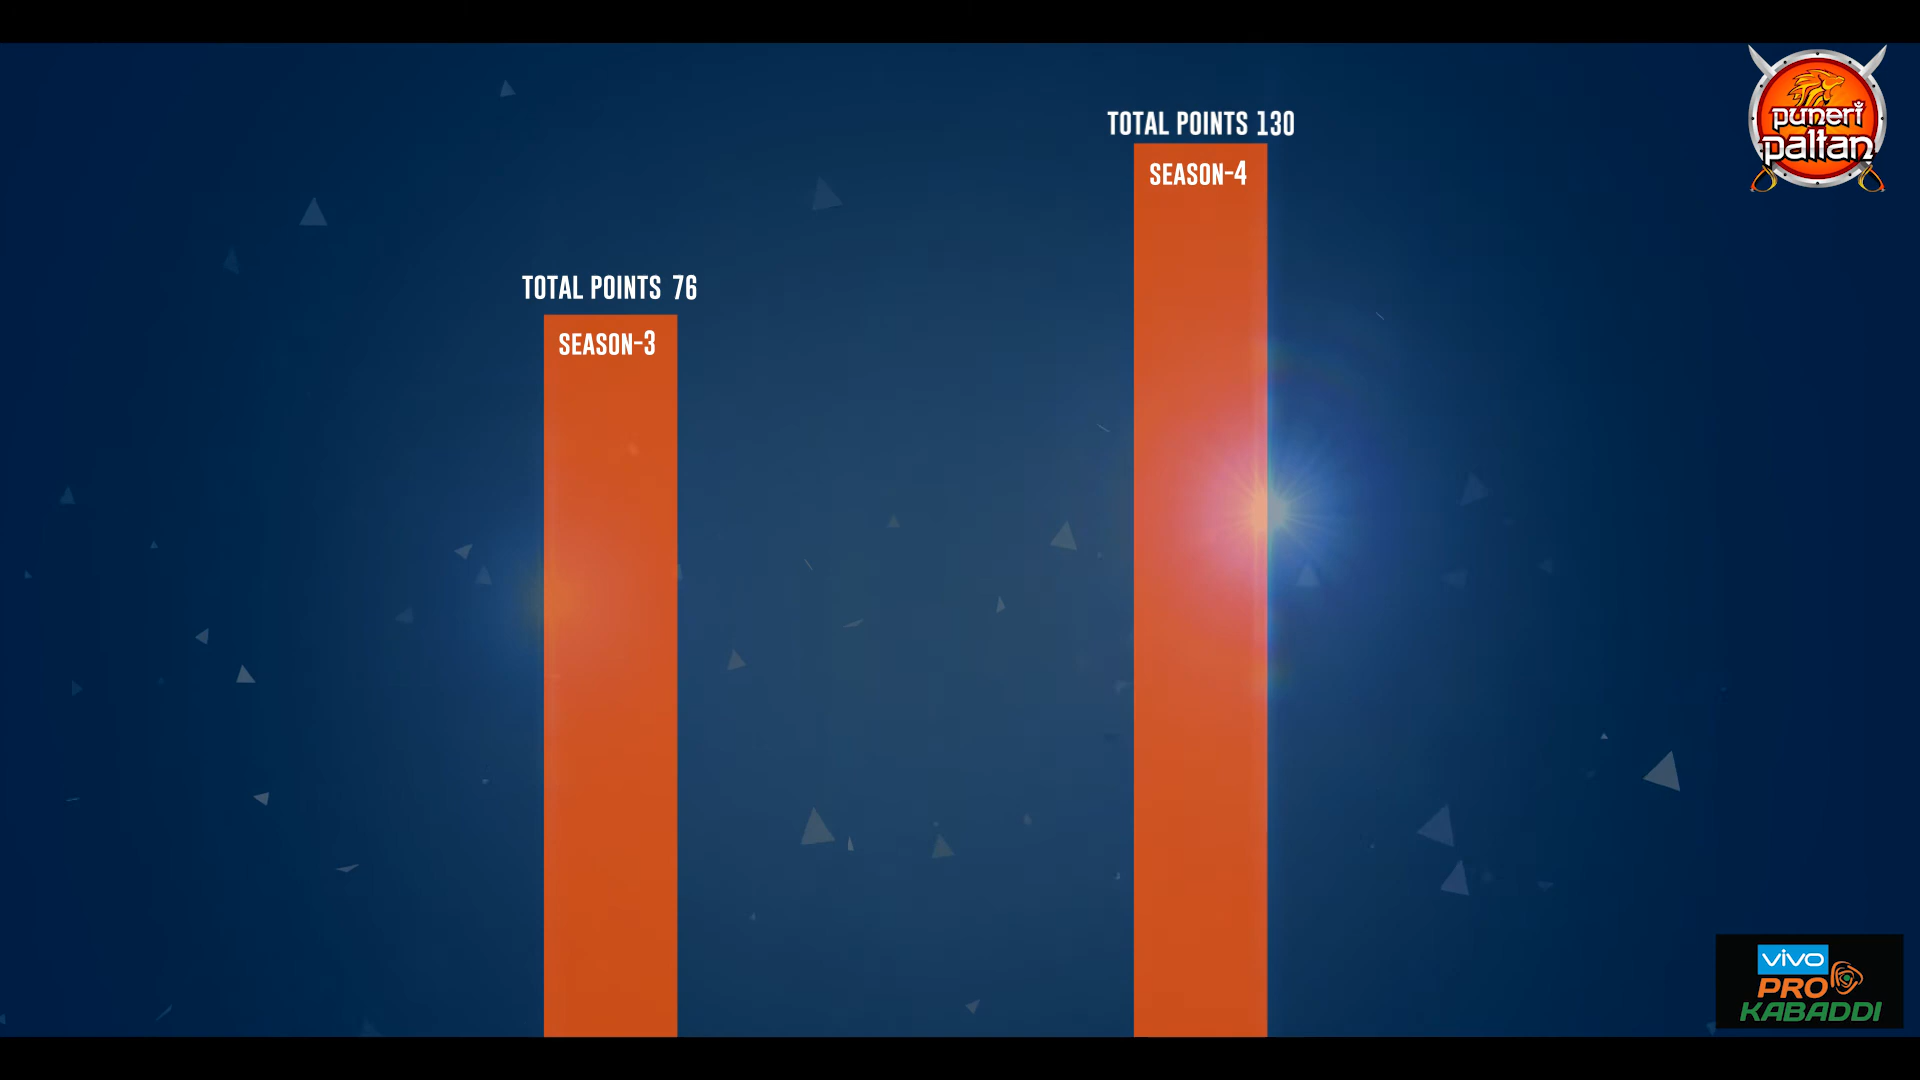 TOTAL POINTS 130
SEASON-4
TOTAL POINTS 76
SEASON-3
puneri
paltan
vivo
PRO
KABADDI